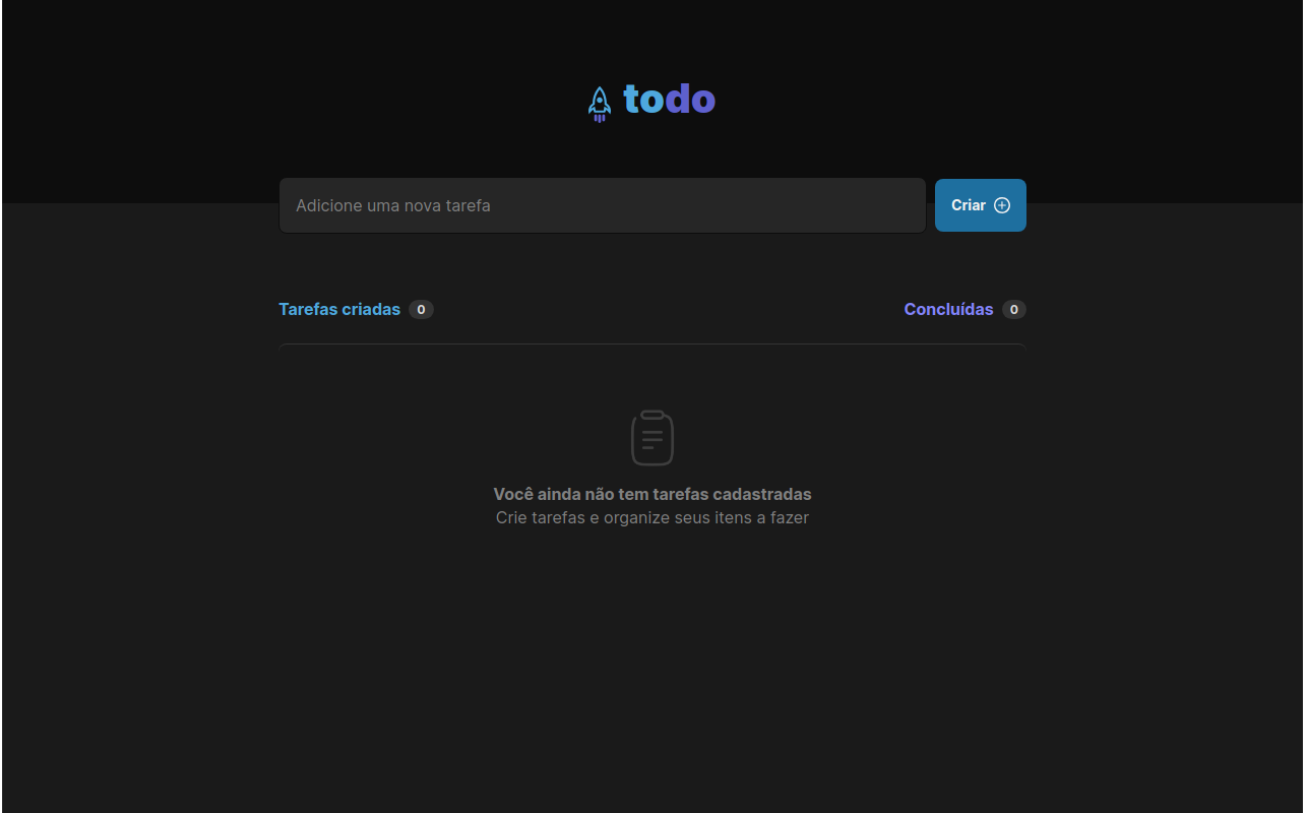 todo
Adicione uma nova tarefa
Criar
Tarefas criadas 0
Concluídas 0
Você ainda não tem tarefas cadastradas
Crie tarefas e organize seus itens a fazer